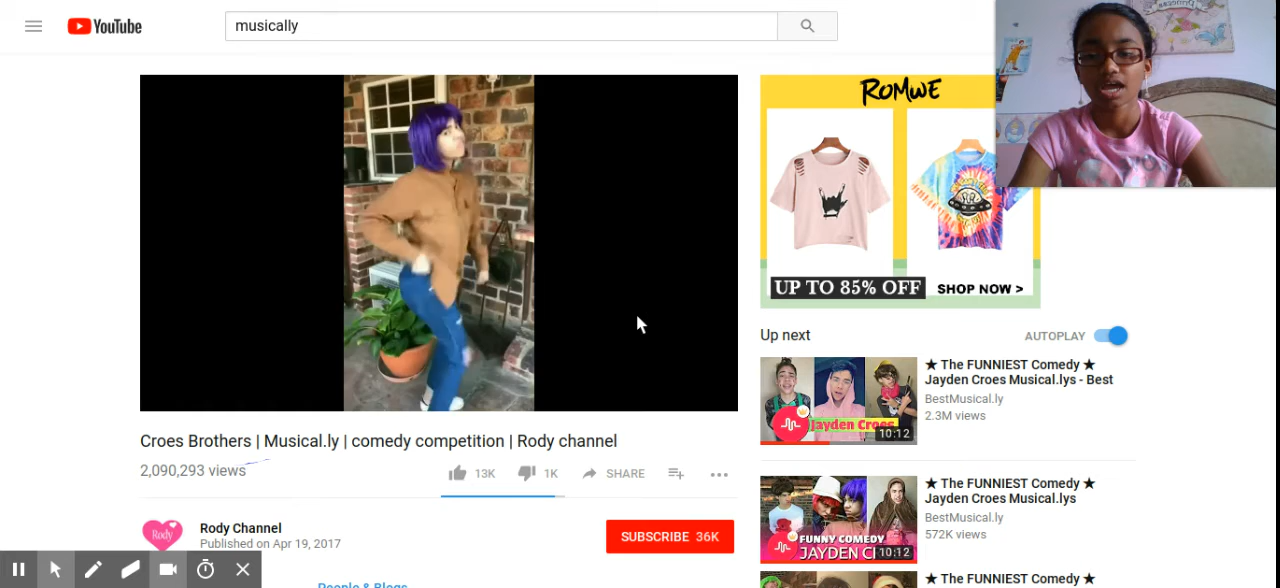 YouTube
musically
ROMWE
UP TO 85% OFF
SHOP NOW >
Up next
AUTOPLAY
★ The FUNNIEST Comedy ★
Jayden Croes Musical.lys - Best
BestMusical.ly
2.3M views
Jayden Croes
10:12
Croes Brothers | Musical.ly | comedy competition | Rody channel
2,090,293 views
13K
1K
SHARE
★ The FUNNIEST Comedy ★
Jayden Croes Musical.lys
BestMusical.ly
572K views
FUNNY COMEDY
JAYDEN
10:12
Rody
Rody Channel
Published on Apr 19, 2017
SUBSCRIBE 36K
★ The FUNNIEST Comedy ★
People & Blogs